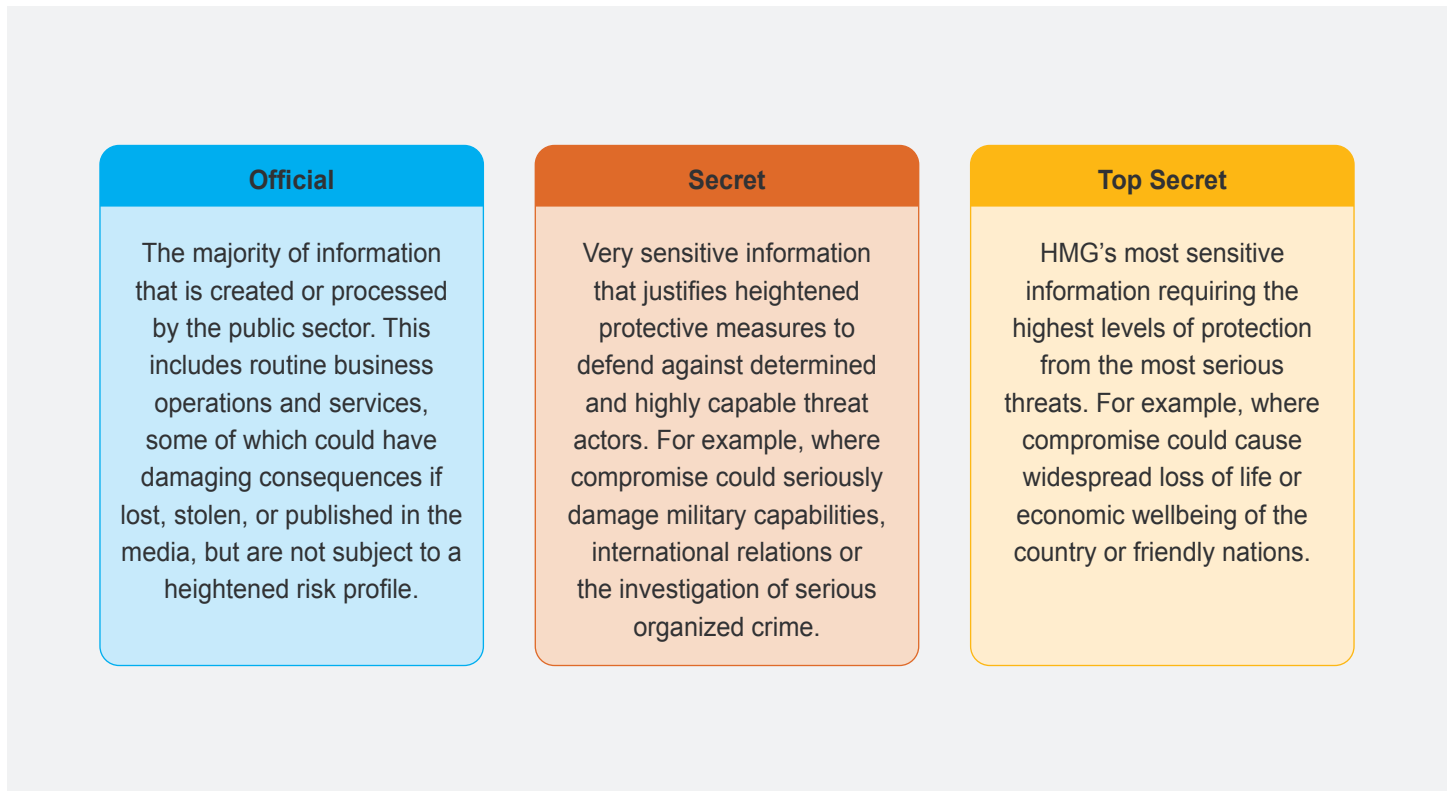 Official
The majority of information
that is created or processed
by the public sector. This
includes routine business
operations and services,
some of which could have
damaging consequences if
lost, stolen, or published in the
media, but are not subject to a
heightened risk profile.
Secret
Very sensitive information
that justifies heightened
protective measures to
defend against determined
and highly capable threat
actors. For example, where
compromise could seriously
damage military capabilities,
international relations or
the investigation of serious
organized crime.
Top Secret
HMG’s most sensitive
information requiring the
highest levels of protection
from the most serious
threats. For example, where
compromise could cause
widespread loss of life or
economic wellbeing of the
country or friendly nations.